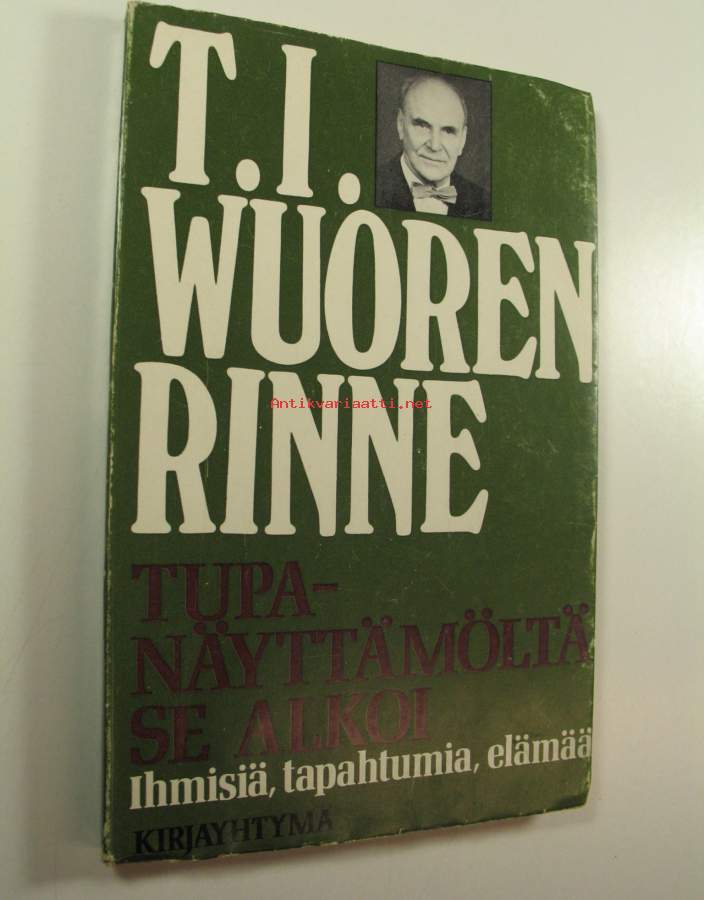 T.I.
WUOREN
RINNE
Antikvariaatti.net
TUPA-
NÄYTTÄMÖLTÄ
SE ALKOI
Ihmisiä, tapahtumia, elämää
KIRJAYHTYMÄ